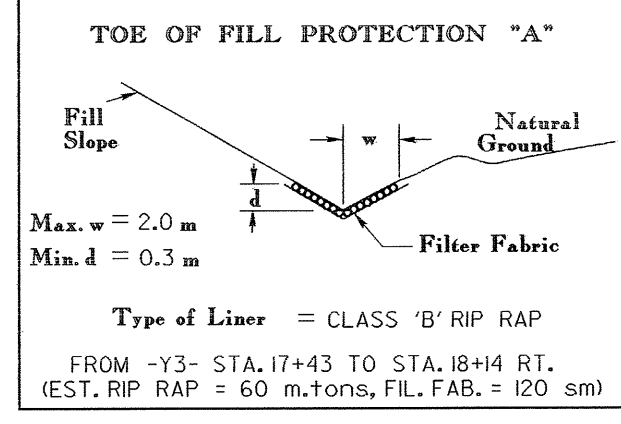 TOE OF FILL PROTECTION "A"
Fill
Slope
w
Natural
Ground
d
Max. w = 2.0 m
Min. d = 0.3 m
Filter Fabric
Type of Liner = CLASS 'B' RIP RAP
FROM -Y3- STA. 17+43 TO STA. 18+14 RT.
(EST. RIP RAP = 60 m.tons, FIL. FAB. = 120 sm)